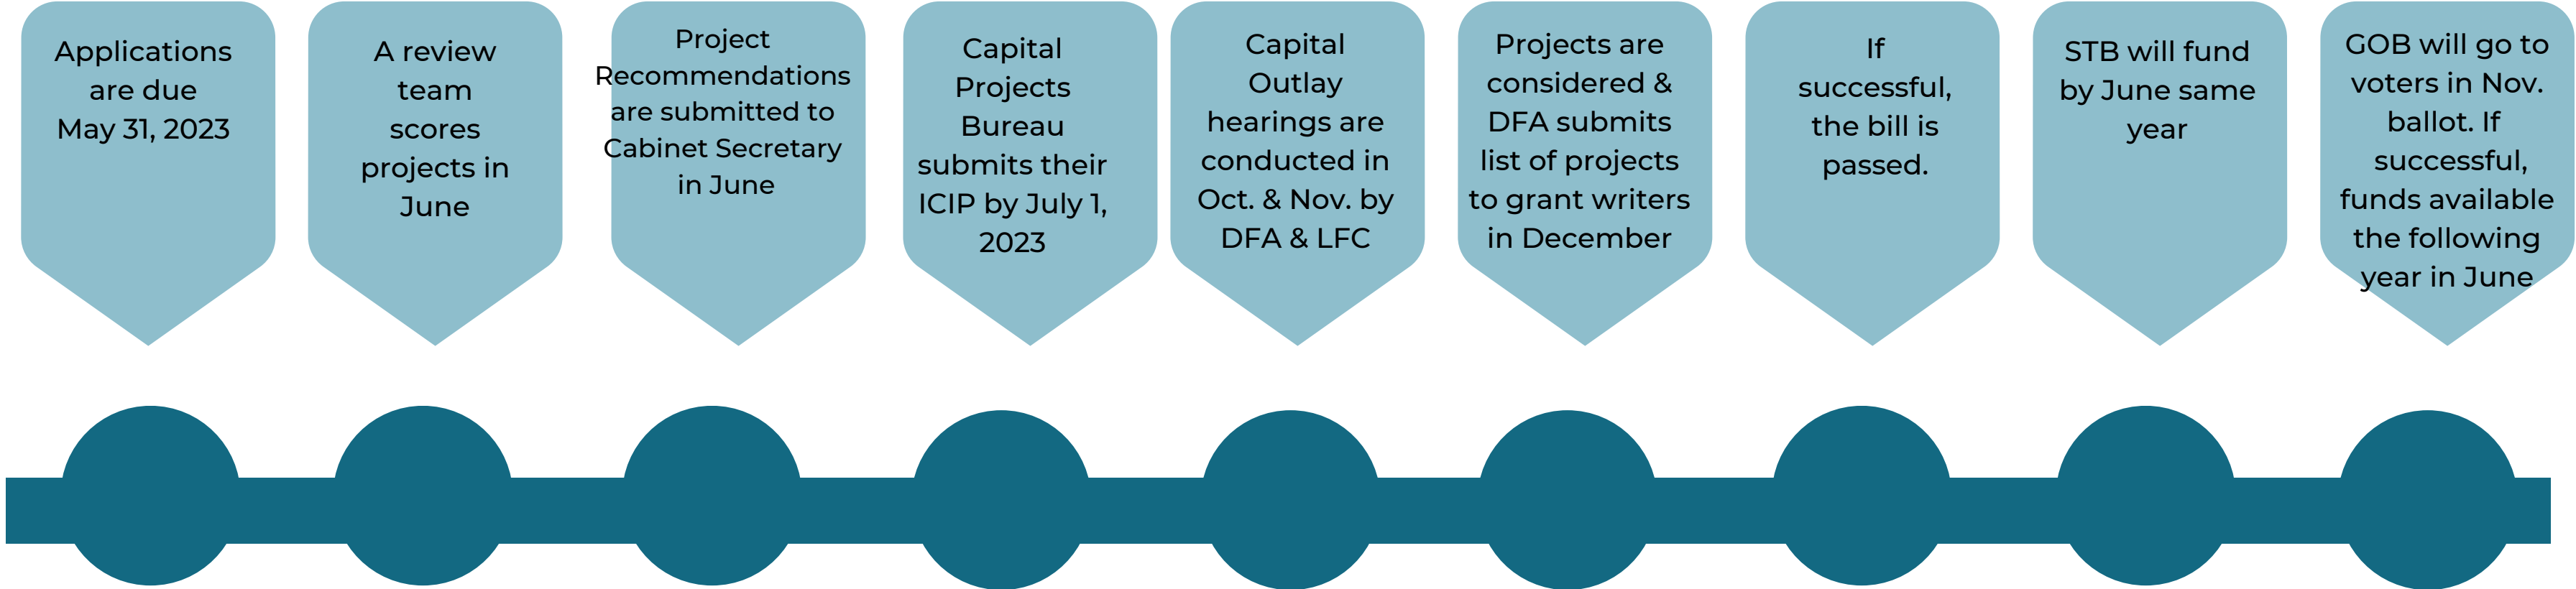 Applications
are due
May 31, 2023
A review
team
scores
projects in
June
Project
Recommendations
are submitted to
Cabinet Secretary
in June
Capital
Projects
Bureau
submits their
ICIP by July 1,
2023
Capital
Outlay
hearings are
conducted in
Oct. & Nov. by
DFA & LFC
Projects are
considered &
DFA submits
list of projects
to grant writers
in December
If
successful,
the bill is
passed.
STB will fund
by June same
year
GOB will go to
voters in Nov.
ballot. If
successful,
funds available
the following
year in June